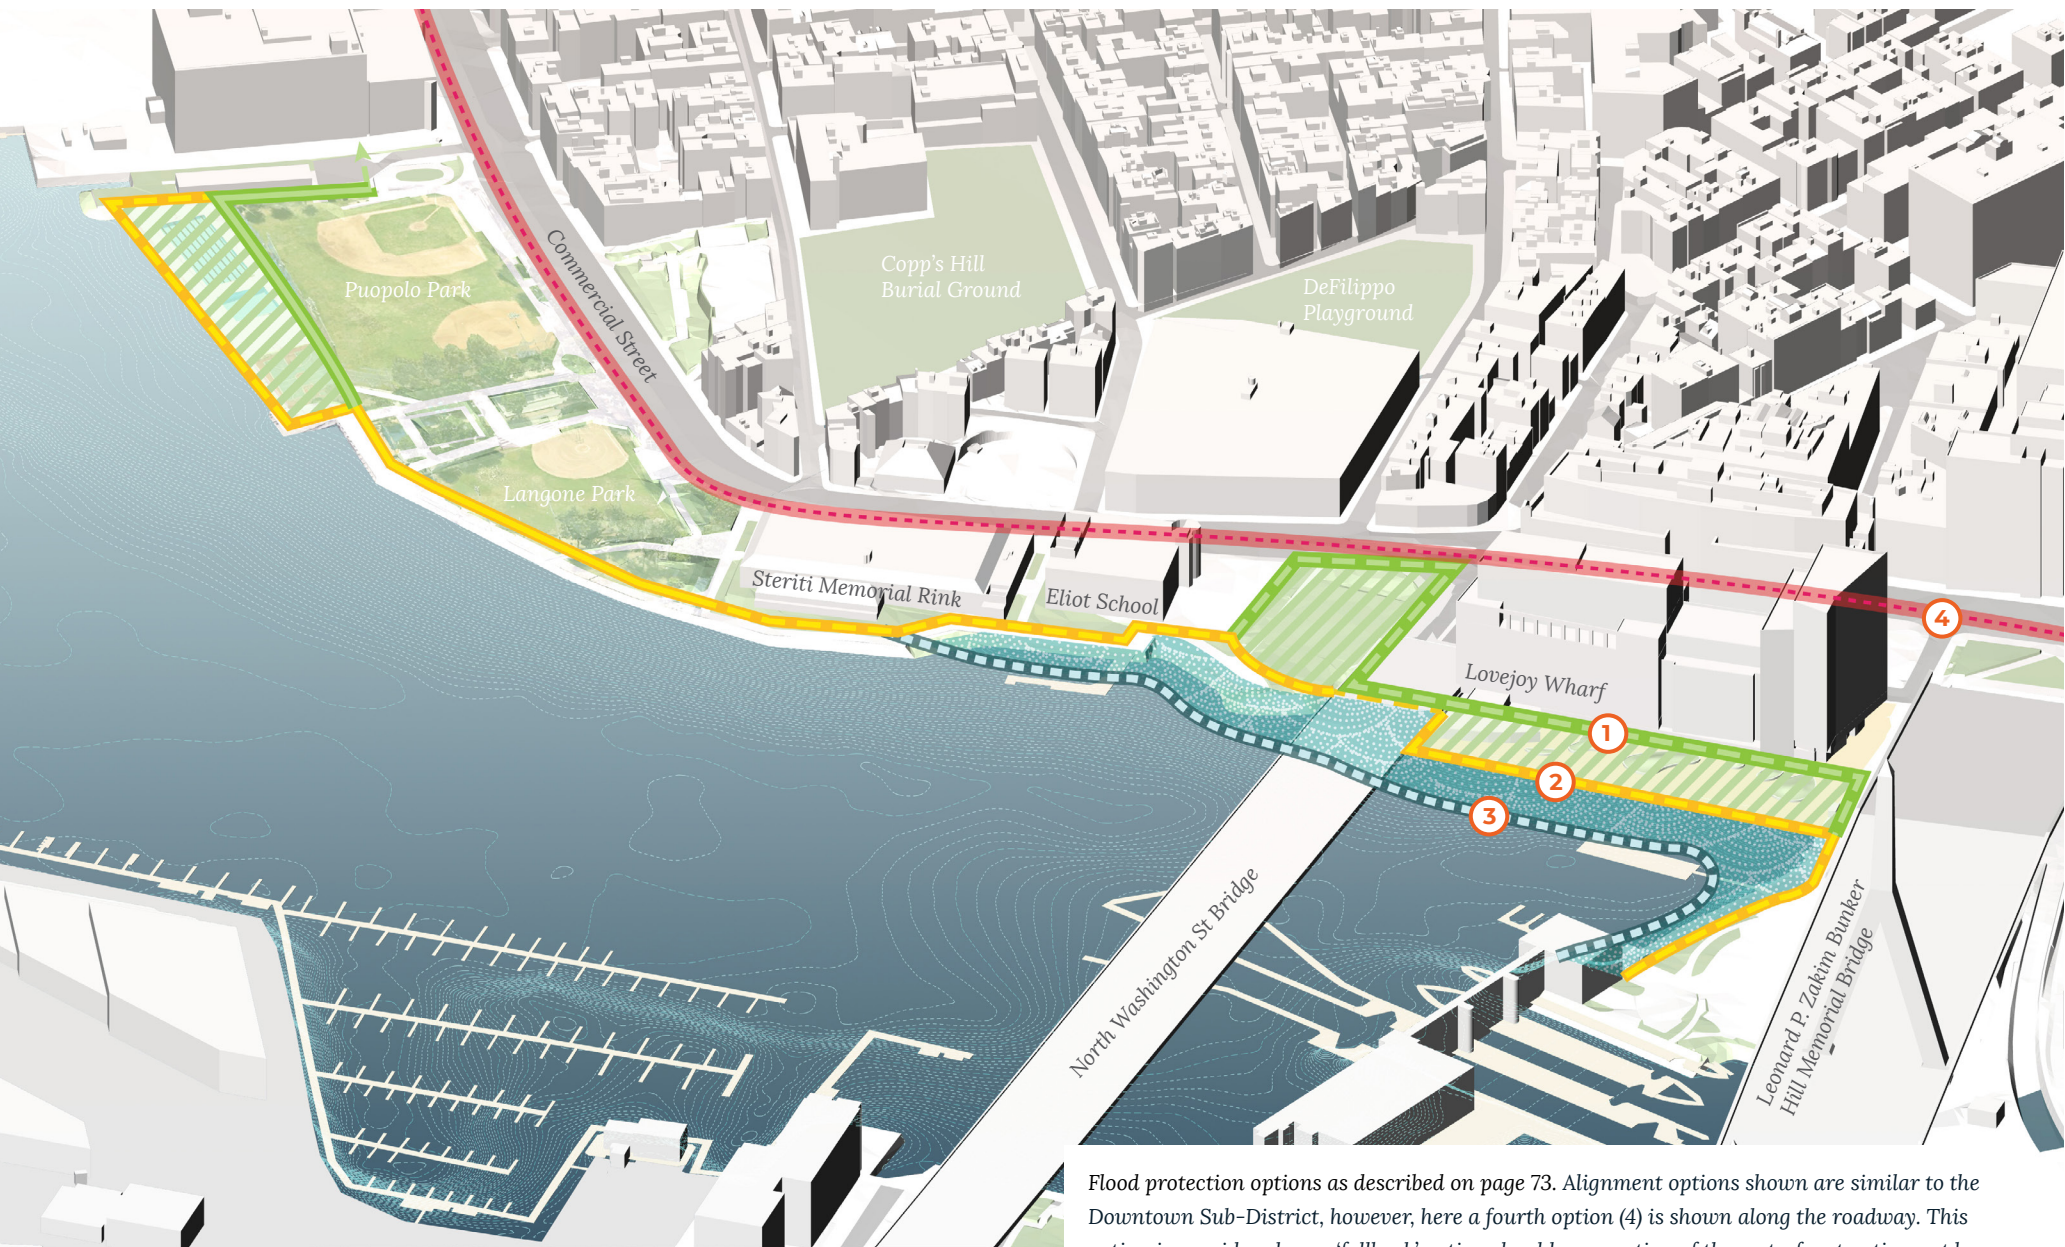 Commercial Street
Copp's Hill
Burial Ground
DeFilippo
Playground
Puopolo Park
Langone Park
Steriti Memorial Rink
Eliot School
4
Lovejoy Wharf
1
2
3
North Washington St Bridge
Leonard P. Zakim Bunker
Hill Memorial Bridge
Flood protection options as described on page 73. Alignment options shown are similar to the
Downtown Sub-District, however, here a fourth option (4) is shown along the roadway. This